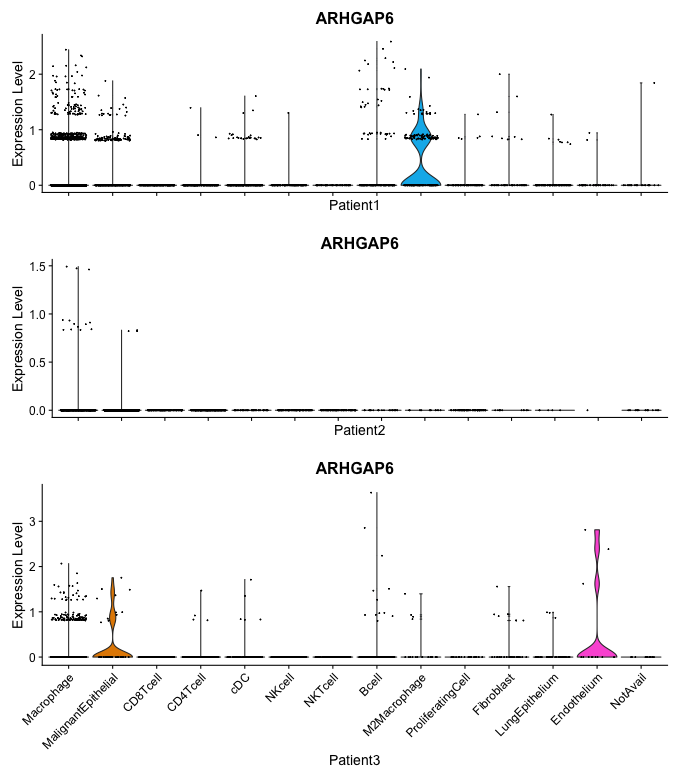 ARHGAP6
Expression Level
2
1
0
Patient1
ARHGAP6
Expression Level
1.5
1.0
0.5
0.0
Patient2
ARHGAP6
Expression Level
3
2
1
0
Macrophage
MalignantEpithelial
CD8Tcell
CD4Tcell
cDC
NKcell
NKTcell
Bcell
M2Macrophage
ProliferatingCell
Fibroblast
LungEpithelium
Endothelium
NotAvail
Patient3